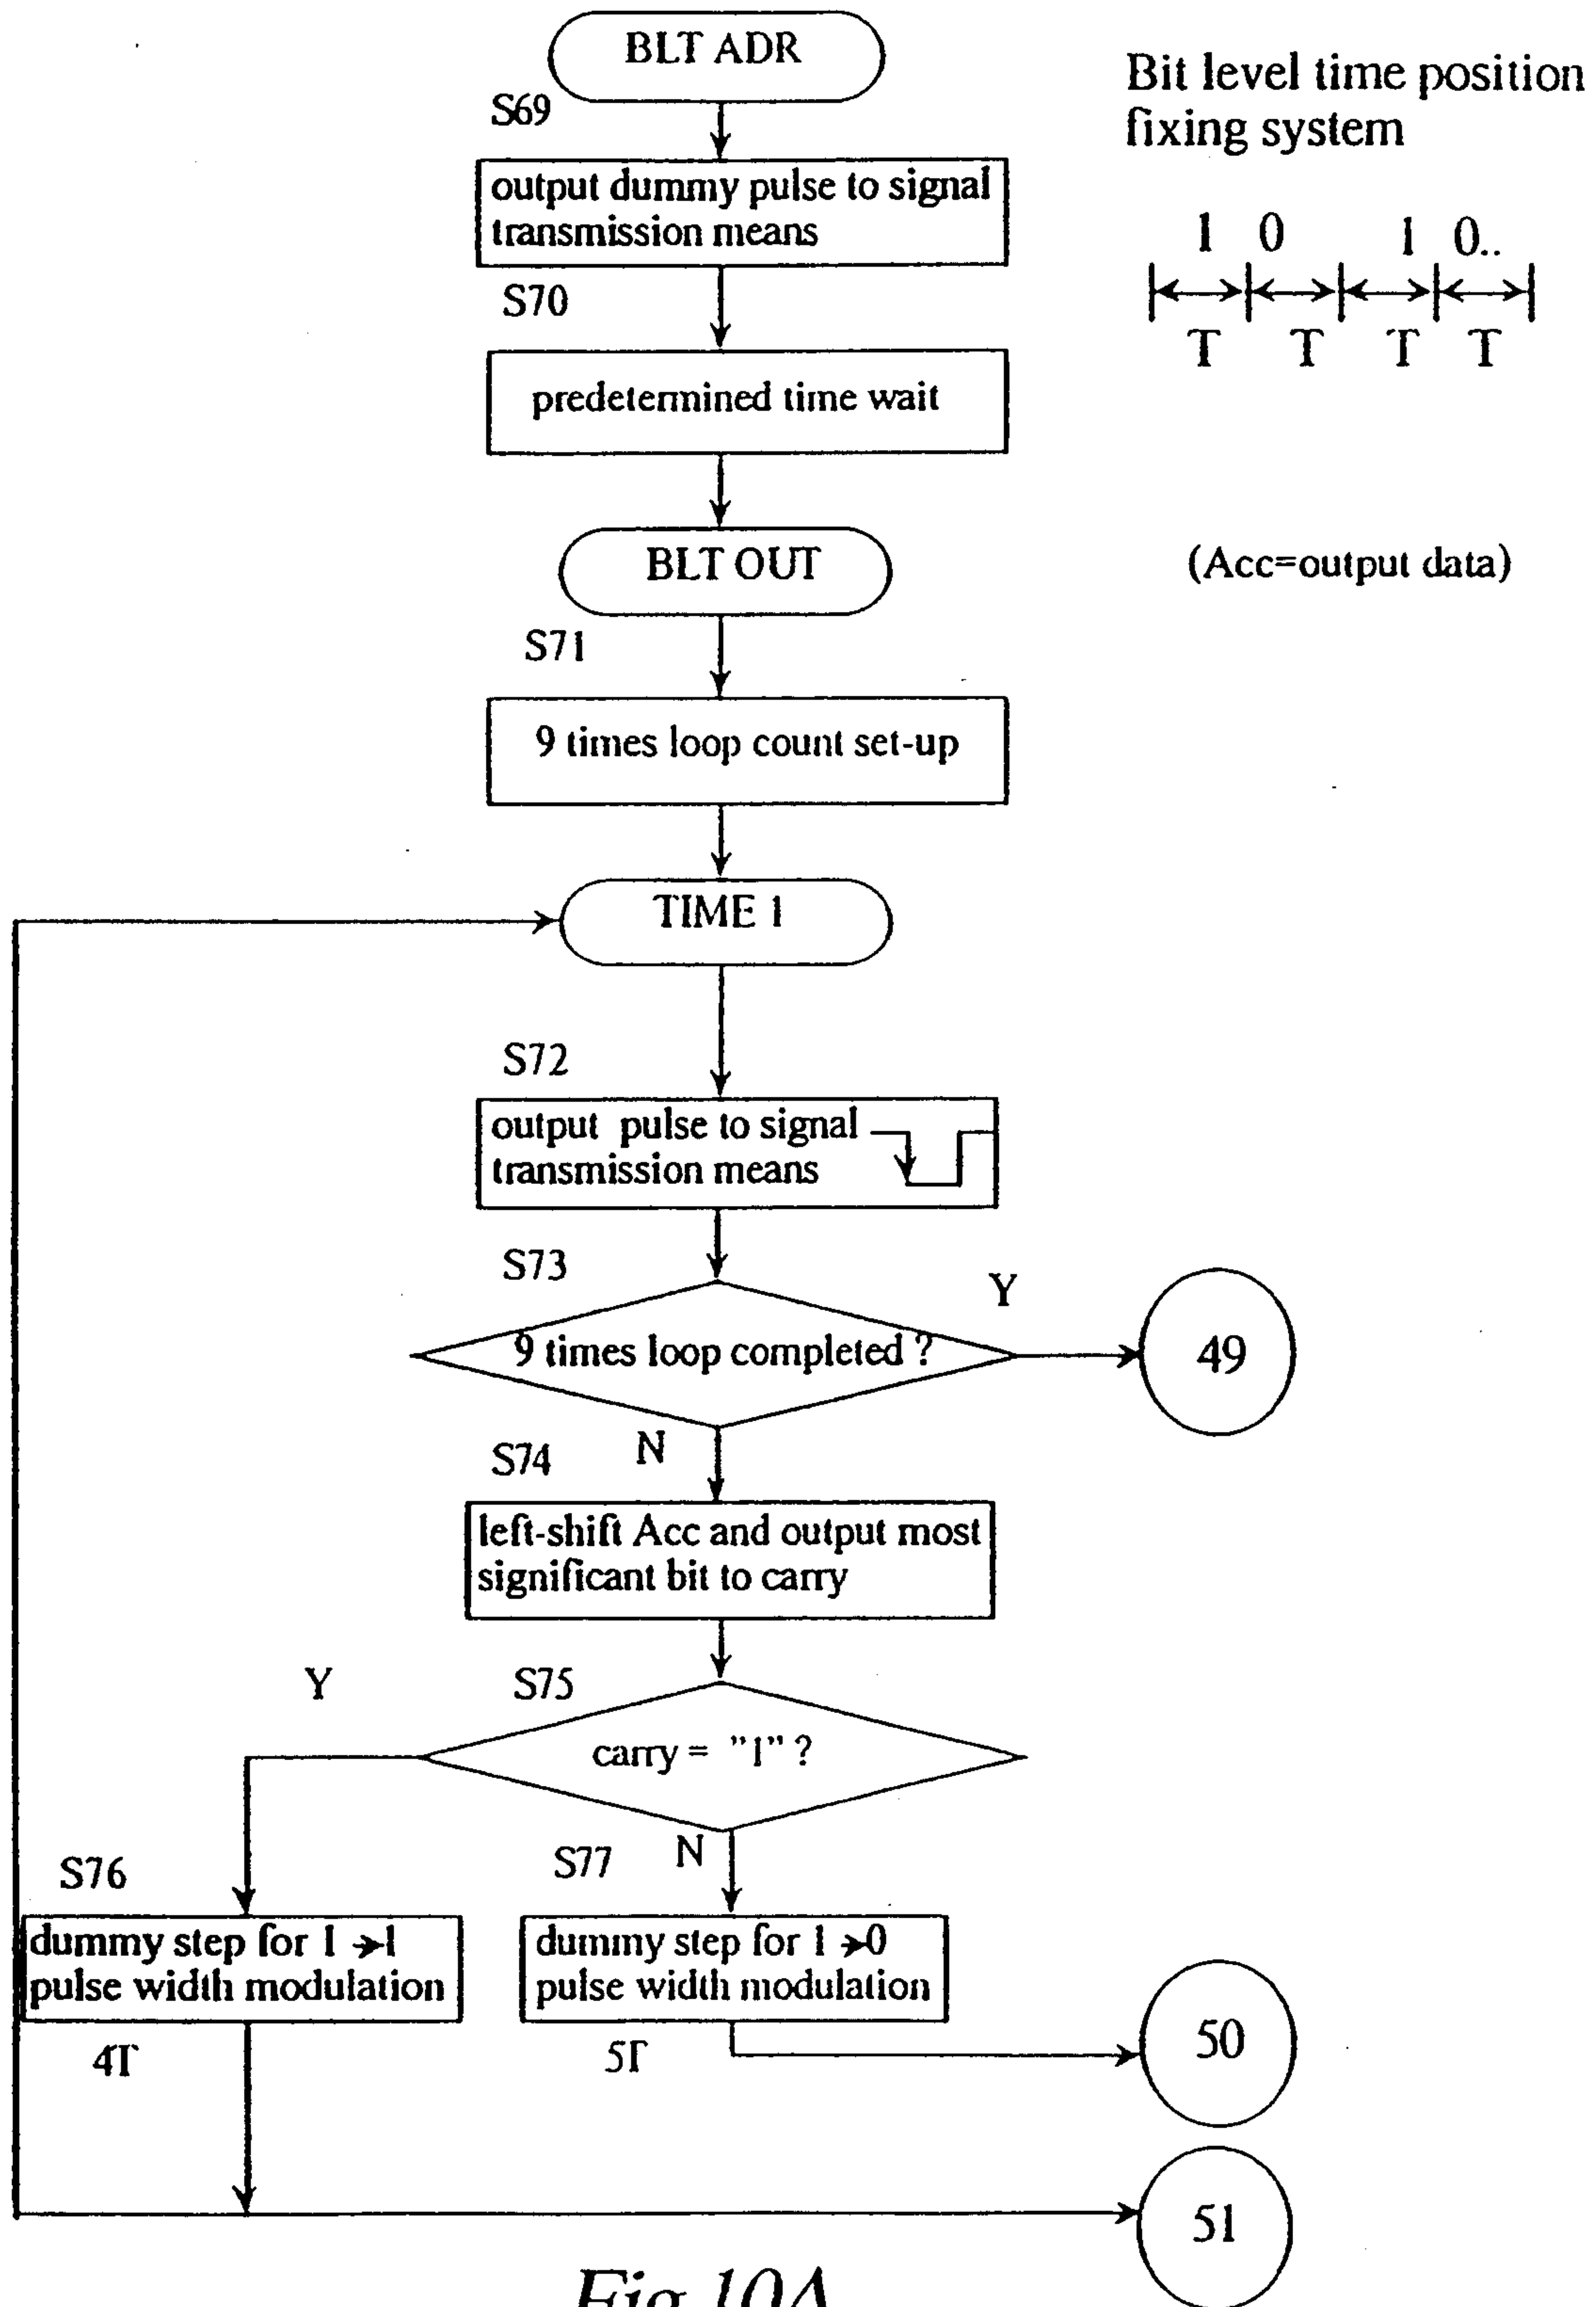 BLT ADR
Bit level time position
fixing system
S69
output dummy pulse to signal
transmission means
1 0 1 0..
T T T T
S70
predetermined time wait
BLT OUT
(Acc=output data)
S71
9 times loop count set-up
TIME 1
S72
output pulse to signal
transmission means
S73
Y
9 times loop completed ?
49
N
S74
left-shift Acc and output most
significant bit to carry
Y
S75
carry = "1" ?
N
S76
S77
dummy step for 1→1
pulse width modulation
dummy step for 1→0
pulse width modulation
4T
5T
50
51
Fig.10A